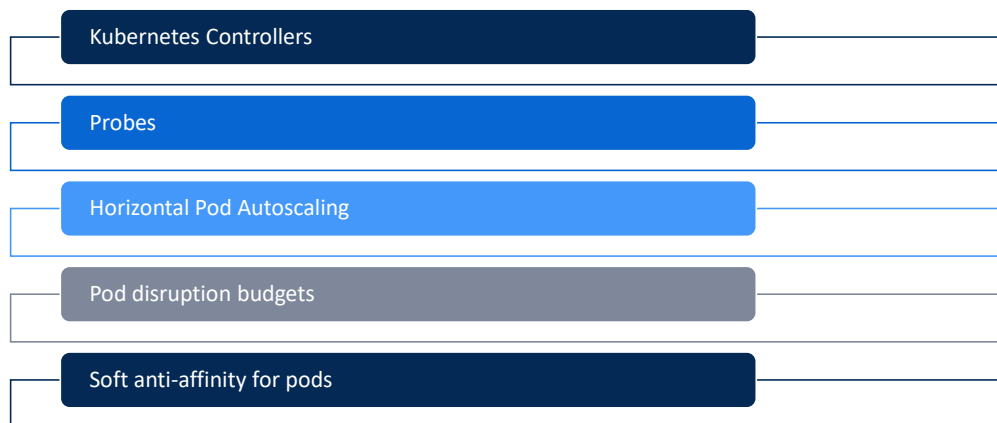 Kubernetes Controllers
Probes
Horizontal Pod Autoscaling
Pod disruption budgets
Soft anti-affinity for pods